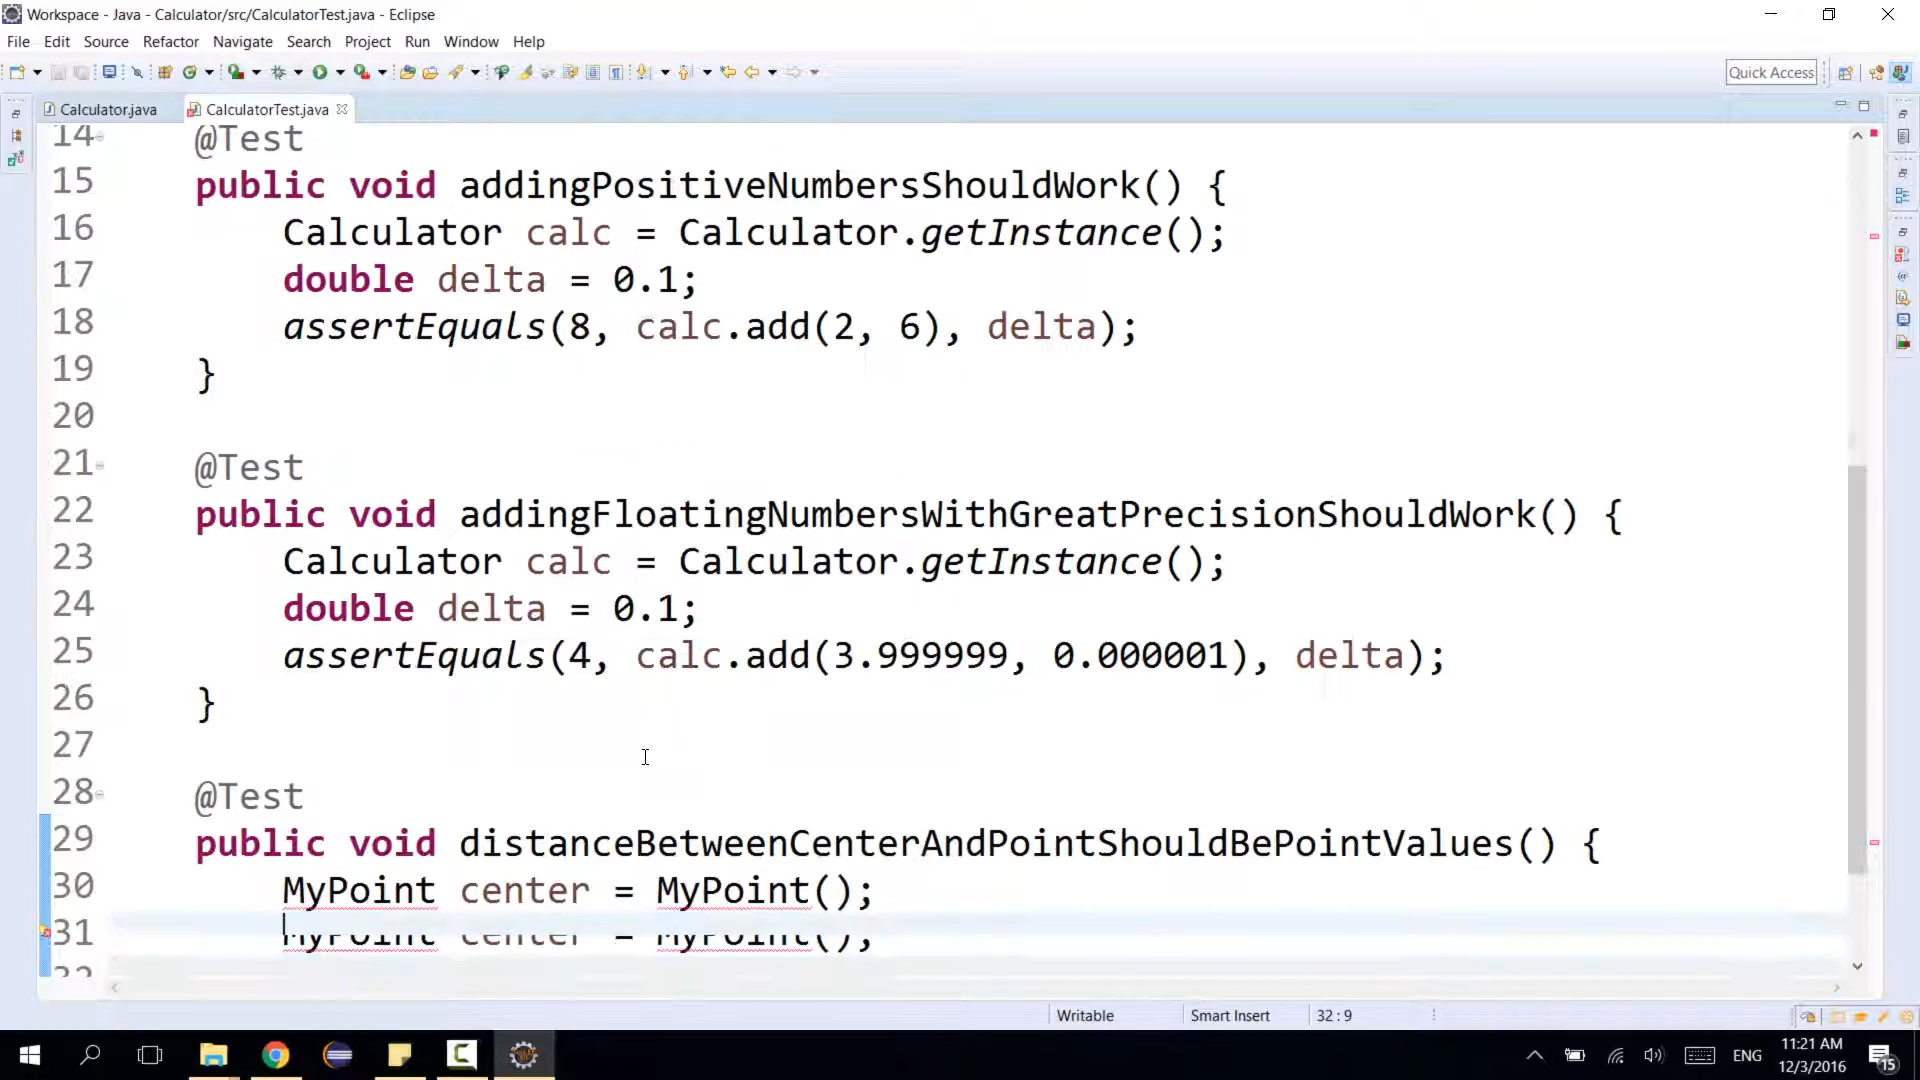 Workspace - Java - Calculator/src/CalculatorTest.java - Eclipse
File Edit Source Refactor Navigate Search Project Run Window Help
Quick Access
Calculator.java CalculatorTest.java
14 @Test
15 public void addingPositiveNumbersShouldWork() {
16 Calculator calc = Calculator.getInstance();
17 double delta = 0.1;
18 assertEquals(8, calc.add(2, 6), delta);
19 }
20
21 @Test
22 public void addingFloatingNumbersWithGreatPrecisionShouldWork() {
23 Calculator calc = Calculator.getInstance();
24 double delta = 0.1;
25 assertEquals(4, calc.add(3.999999, 0.000001), delta);
26 }
27
28 @Test
29 public void distanceBetweenCenterAndPointShouldBePointValues() {
30 MyPoint center = MyPoint();
31 MyPoint center = MyPoint();
32
Writable Smart Insert 32 : 9
ENG 11:21 AM
12/3/2016 15